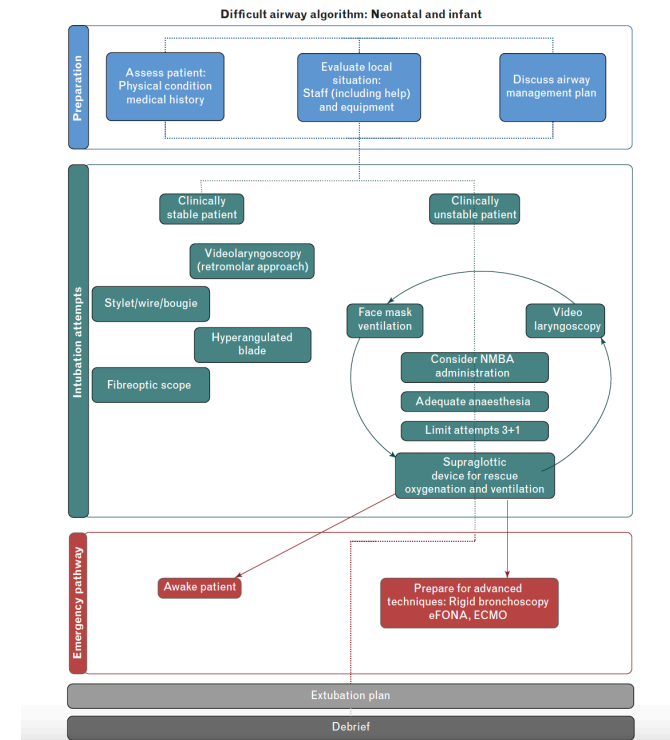 Difficult airway algorithm: Neonatal and infant
Preparation
Assess patient:
Physical condition
medical history
Evaluate local
situation:
Staff (including help)
and equipment
Discuss airway
management plan
Intubation attempts
Clinically
stable patient
Clinically
unstable patient
Videolaryngoscopy
(retromolar approach)
Stylet/wire/bougie
Hyperangulated
blade
Fibreoptic scope
Face mask
ventilation
Video
laryngoscopy
Consider NMBA
administration
Adequate anaesthesia
Limit attempts 3+1
Supraglottic
device for rescue
oxygenation and ventilation
Emergency pathway
Awake patient
Prepare for advanced
techniques: Rigid bronchoscopy
eFONA, ECMO
Extubation plan
Debrief